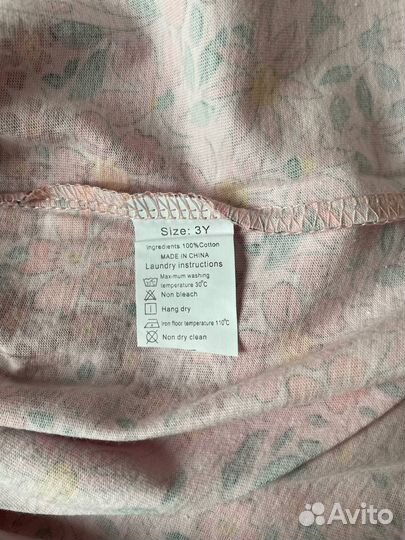 Size: 3Y
Ingredients 100%Cotton
MADE IN CHINA
Laundry instructions
Maximum washing
temperature 30℃
Non bleach
Hang dry
Iron floor temperature 110℃
Non dry clean
Avito